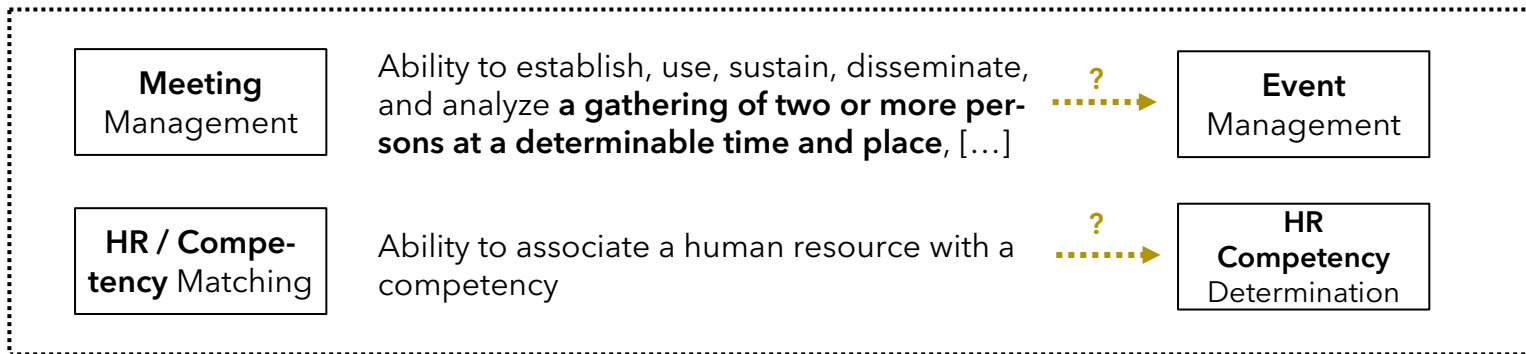 Meeting
Management
Ability to establish, use, sustain, disseminate,
and analyze a gathering of two or more per-
sons at a determinable time and place, […]
?
Event
Management
HR / Compe-
tency Matching
Ability to associate a human resource with a
competency
?
HR
Competency
Determination